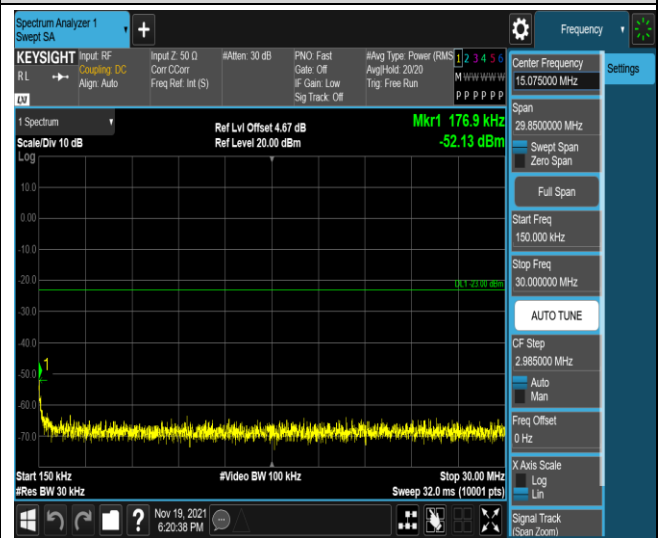 Spectrum Analyzer 1
Swept SA
Frequency
KEYSIGHT
RL
LXI
Input: RF
Coupling: DC
Align: Auto
Input Z: 50 Ω
Corr CCorr
Freq Ref: Int (S)
#Atten: 30 dB
PNO: Fast
Gate: Off
IF Gain: Low
Sig Track: Off
#Avg Type: Power (RMS
Avg|Hold: 20/20
Trig: Free Run
1 2 3 4 5 6
M W W W W W
P P P P P P
Settings
1 Spectrum
Scale/Div 10 dB
Ref Lvl Offset 4.67 dB
Ref Level 20.00 dBm
Mkr1 176.9 kHz
-52.13 dBm
Log
10.0
0.00
-10.0
-20.0
-30.0
-40.0
-50.0
-60.0
-70.0
DL1 -23.00 dBm
1
Start 150 kHz
#Res BW 30 kHz
#Video BW 100 kHz
Stop 30.00 MHz
Sweep 32.0 ms (10001 pts)
Center Frequency
15.075000 MHz
Span
29.8500000 MHz
Swept Span
Zero Span
Full Span
Start Freq
150.000 kHz
Stop Freq
30.000000 MHz
AUTO TUNE
CF Step
2.985000 MHz
Auto
Man
Freq Offset
0 Hz
X Axis Scale
Log
Lin
Signal Track
(Span Zoom)
?
Nov 19, 2021
6:20:38 PM